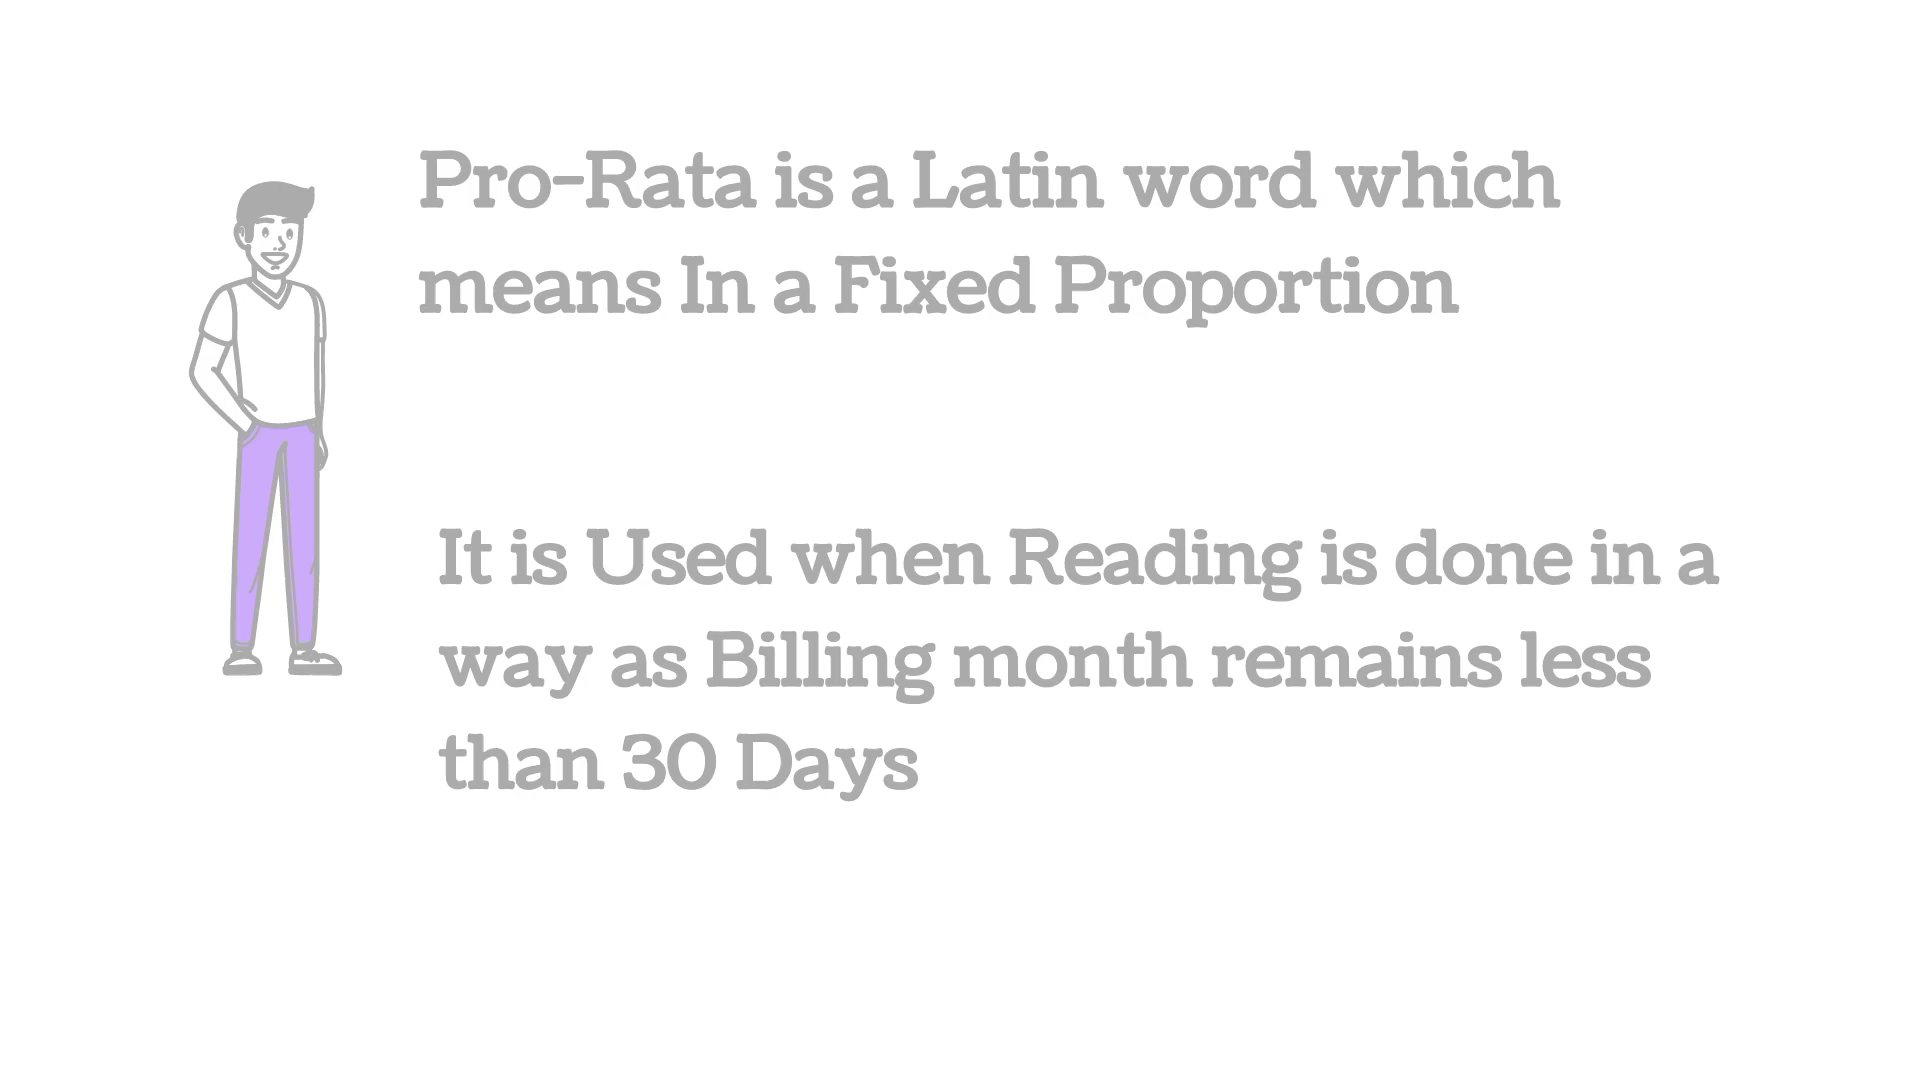 Pro-Rata is a Latin word which
means In a Fixed Proportion
It is Used when Reading is done in a
way as Billing month remains less
than 30 Days